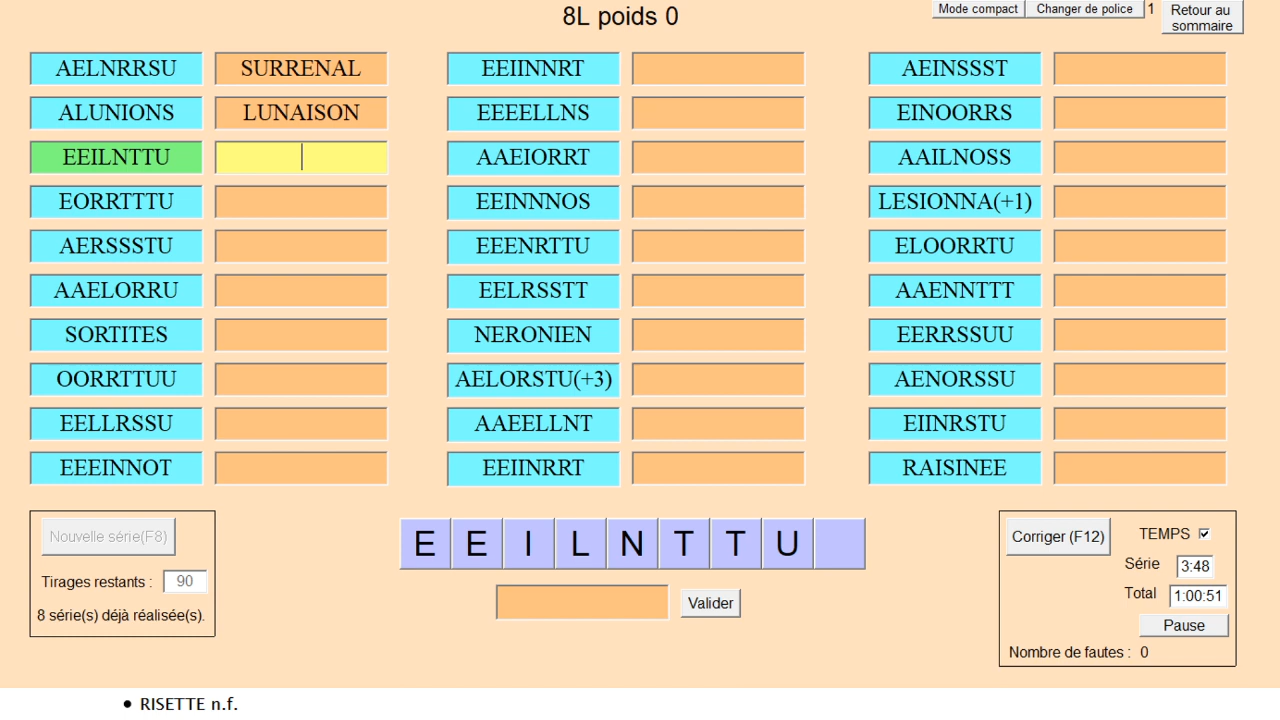 8L poids 0
Mode compact
Changer de police
1
Retour au
sommaire
AELNRRSU
SURRENAL
ALUNIONS
LUNAISON
EEILNTTU
EORRTTTU
AERSSSTU
AAELORRU
SORTITES
OORRTTUU
EELLRSSU
EEEINNOT
EEIINNRT
EEEELLNS
AAEIORRT
EEINNNOS
EEENRTTU
EELRSSTT
NERONIEN
AELORSTU(+3)
AAEELLNT
EEIINRRT
AEINSSST
EINOORRS
AAILNOSS
LESIONNA(+1)
ELOORRTU
AAENNTTT
EERRSSUU
AENORSSU
EIINRSTU
RAISINEE
Nouvelle série(F8)
Tirages restants : 90
8 série(s) déjà réalisée(s).
E E I L N T T U
Valider
Corriger (F12)
TEMPS
Série 3:48
Total 1:00:51
Pause
Nombre de fautes : 0
• RISETTE n.f.